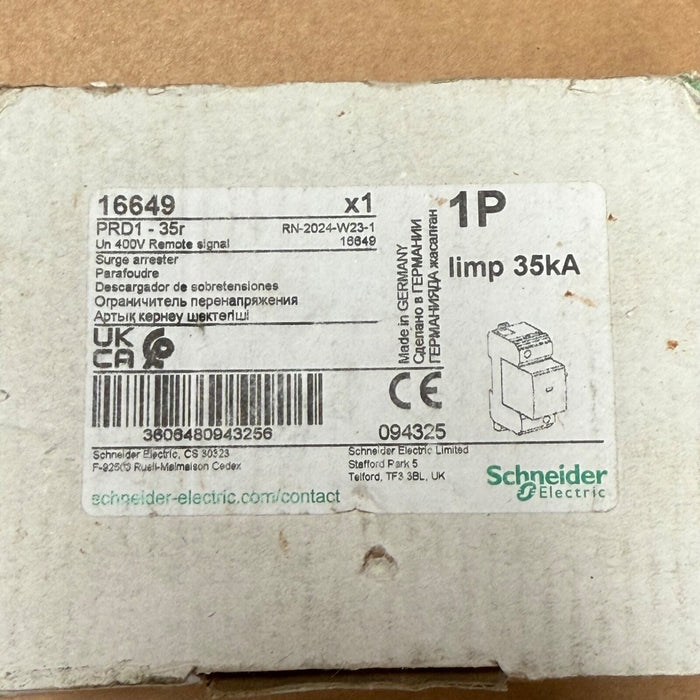 16649 x1
PRD1 - 35r RN-2024-W23-1
Un 400V Remote signal 16649
Surge arrester
Parafoudre
Descargador de sobretensiones
Ограничитель перенапряжения
Артық кернеу шектегіші
UK
CA
3606480943256
Schneider Electric, CS 30323
F-92506 Rueil-Malmaison Cedex
schneider-electric.com/contact
Made in GERMANY
Сделано в ГЕРМАНИИ
ГЕРМАНИЯДА жасалған
CE
094325
Schneider Electric Limited
Stafford Park 5
Telford, TF3 3BL, UK
1P
Iimp 35kA
Schneider
Electric